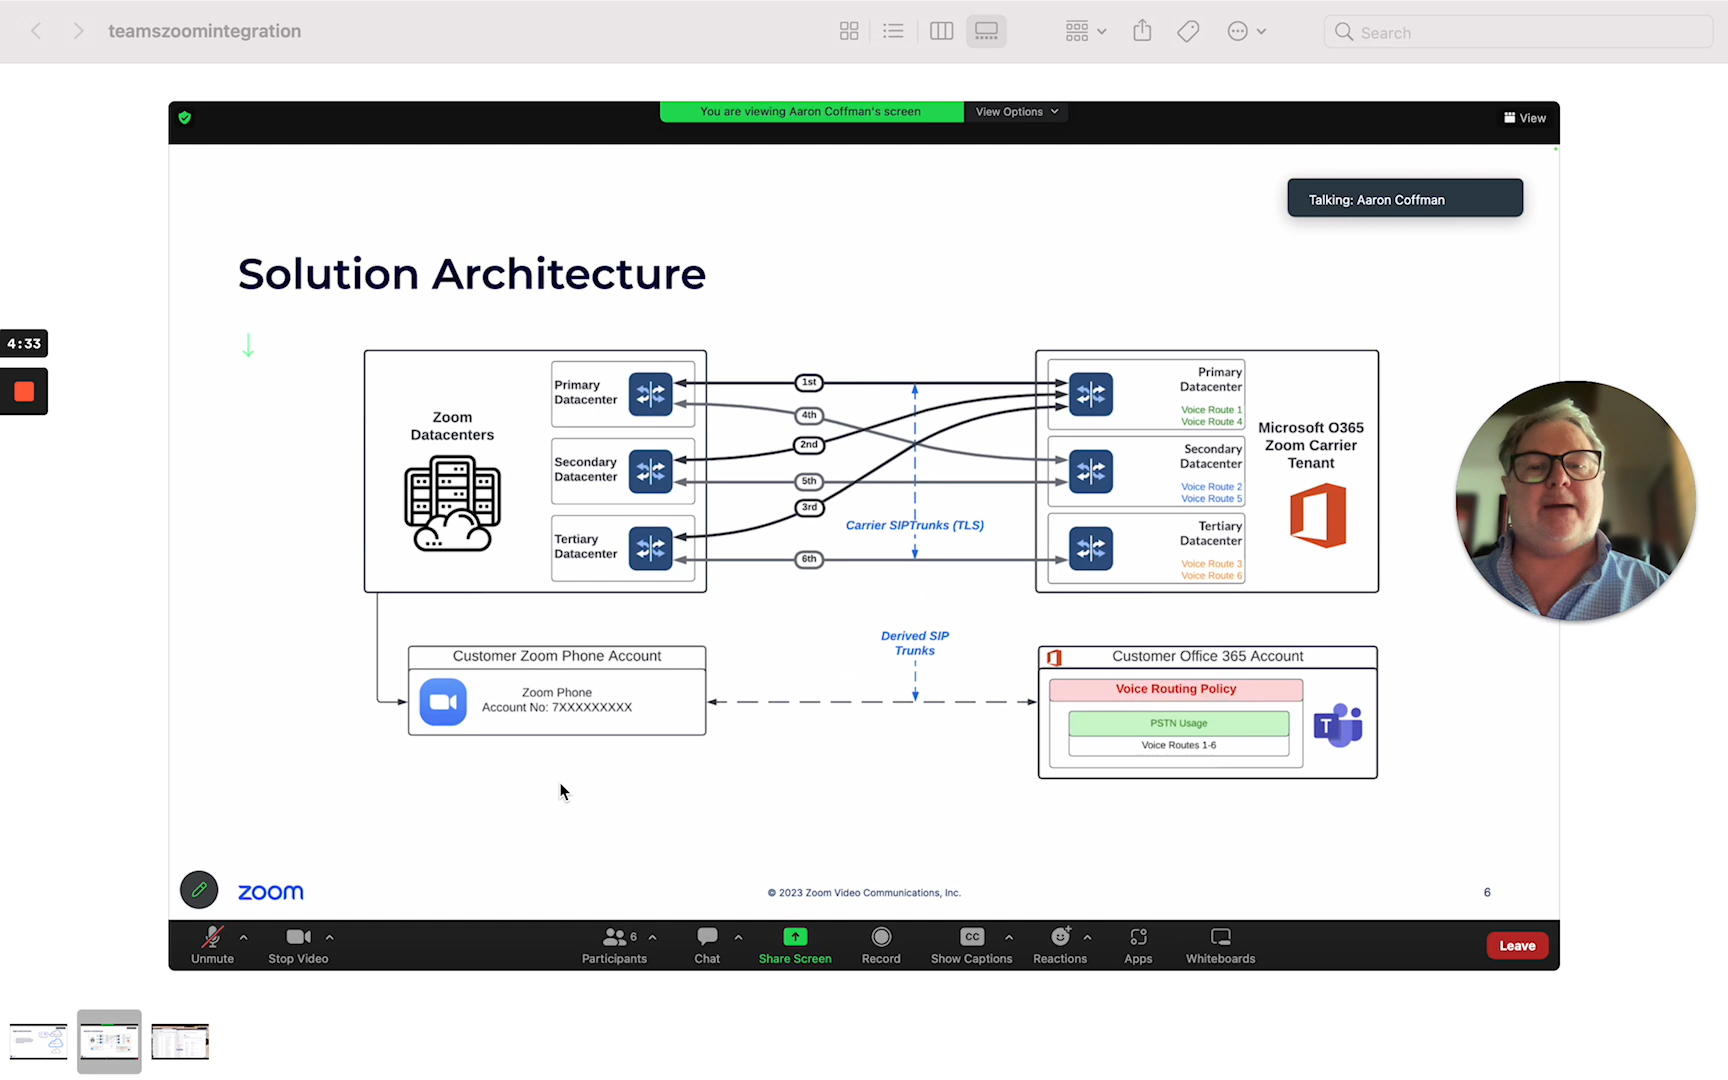 teamszoomintegration
Search
You are viewing Aaron Coffman's screen
View Options
View
Talking: Aaron Coffman
Solution Architecture
4:33
Zoom
Datacenters
Primary
Datacenter
Secondary
Datacenter
Tertiary
Datacenter
1st
4th
2nd
5th
3rd
6th
Carrier SIPTrunks (TLS)
Primary
Datacenter
Voice Route 1
Voice Route 4
Secondary
Datacenter
Voice Route 2
Voice Route 5
Tertiary
Datacenter
Voice Route 3
Voice Route 6
Microsoft O365
Zoom Carrier
Tenant
Derived SIP
Trunks
Customer Zoom Phone Account
Zoom Phone
Account No: 7XXXXXXXXX
Customer Office 365 Account
Voice Routing Policy
PSTN Usage
Voice Routes 1-6
T
zoom
© 2023 Zoom Video Communications, Inc.
6
Unmute
Stop Video
6
Participants
Chat
Share Screen
Record
CC
Show Captions
Reactions
Apps
Whiteboards
Leave